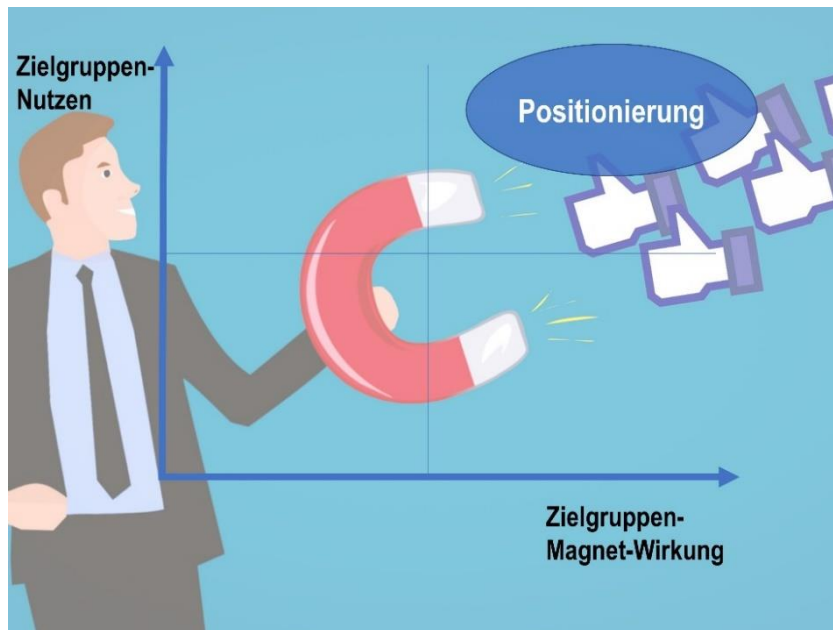 Zielgruppen-
Nutzen
Positionierung
Zielgruppen-
Magnet-Wirkung